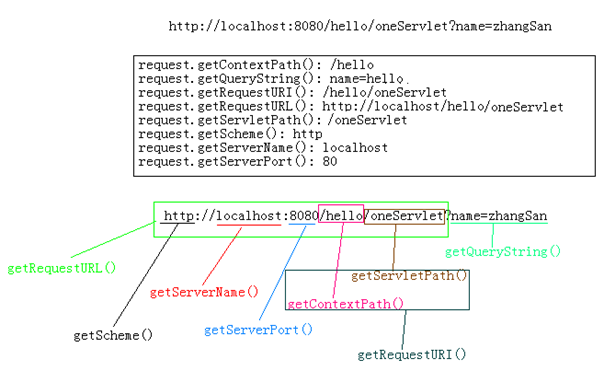 http://localhost:8080/hello/oneServlet?name=zhangSan
request.getContextPath(): /hello
request.getQueryString(): name=hello.
request.getRequestURI(): /hello/oneServlet
request.getRequestURL(): http://localhost/hello/oneServlet
request.getServletPath(): /oneServlet
request.getScheme(): http
request.getServerName(): localhost
request.getServerPort(): 80
http://localhost:8080/hello/oneServlet?name=zhangSan
getQueryString()
getRequestURL()
getServletPath()
getServerName()
getContextPath()
getScheme()
getServerPort()
getRequestURI()